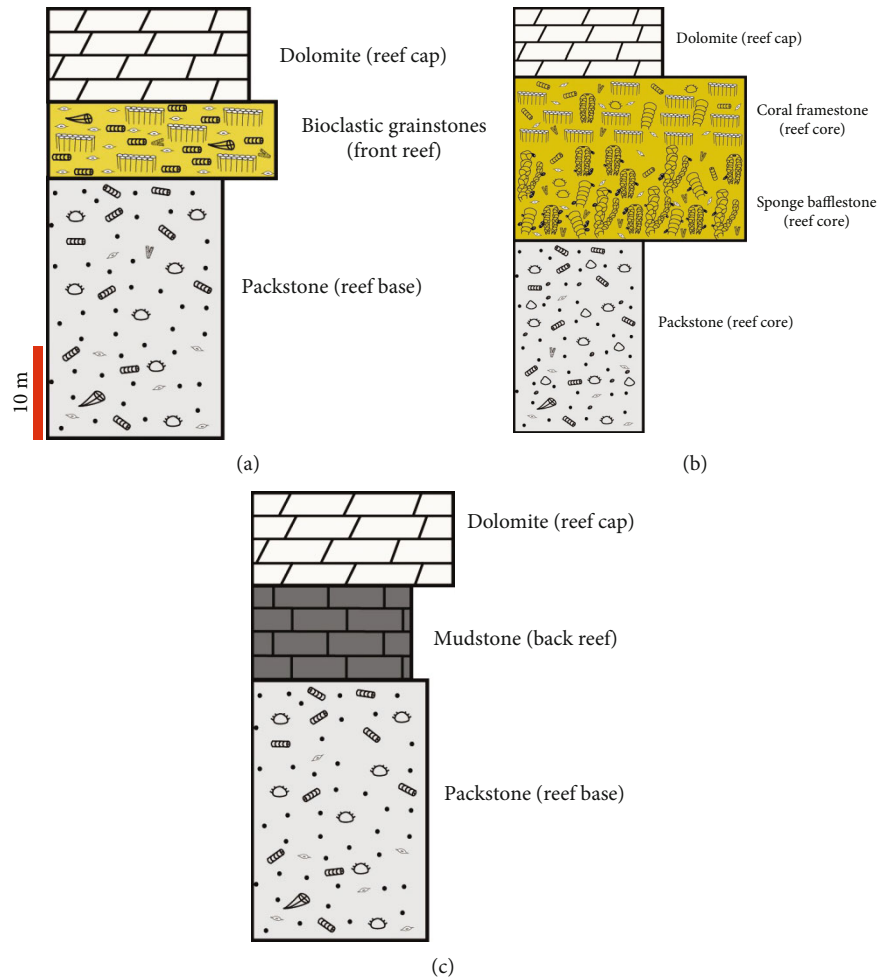 Dolomite (reef cap)
Bioclastic grainstones
(front reef)
Packstone (reef base)
10 m
(a)
Dolomite (reef cap)
Coral framestone
(reef core)
Sponge bafflestone
(reef core)
Packstone (reef core)
(b)
Dolomite (reef cap)
Mudstone (back reef)
Packstone (reef base)
(c)